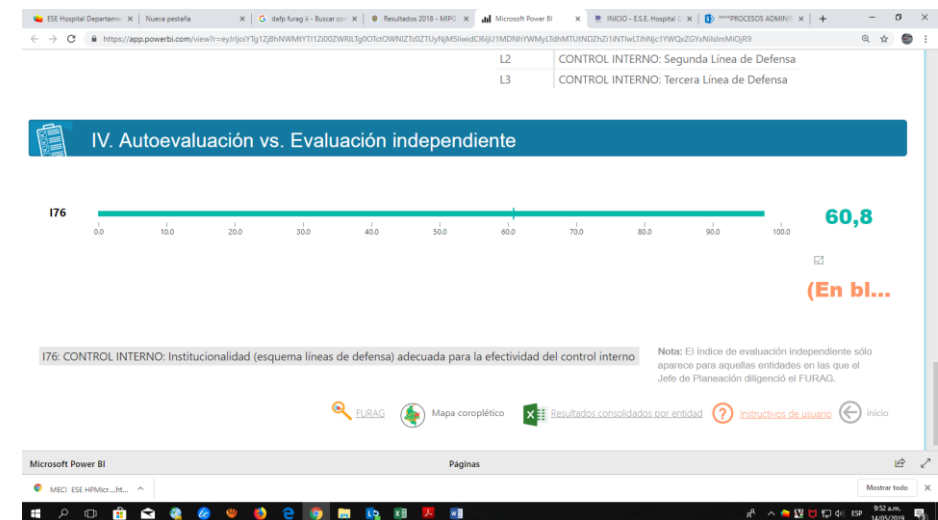 ESE Hospital Departamen
Nueva pestaña
dafp furag ii - Buscar con
Resultados 2018 - MIPG
Microsoft Power BI
INICIO - E.S.E. Hospital D
****PROCESOS ADMINIS
L2 CONTROL INTERNO: Segunda Línea de Defensa
L3 CONTROL INTERNO: Tercera Línea de Defensa
IV. Autoevaluación vs. Evaluación independiente
I76
60,8
0.0 10.0 20.0 30.0 40.0 50.0 60.0 70.0 80.0 90.0 100.0
(En bl...
I76: CONTROL INTERNO: Institucionalidad (esquema líneas de defensa) adecuada para la efectividad del control interno
Nota: El índice de evaluación independiente sólo
aparece para aquellas entidades en las que el
Jefe de Planeación diligenció el FURAG.
FURAG
Mapa coroplético
Resultados consolidados por entidad
Instructivos de usuario
inicio
Microsoft Power BI
Páginas
MECI ESE HPMicr....ht...
Mostrar todo
ESP
9:52 a.m.
14/05/2019